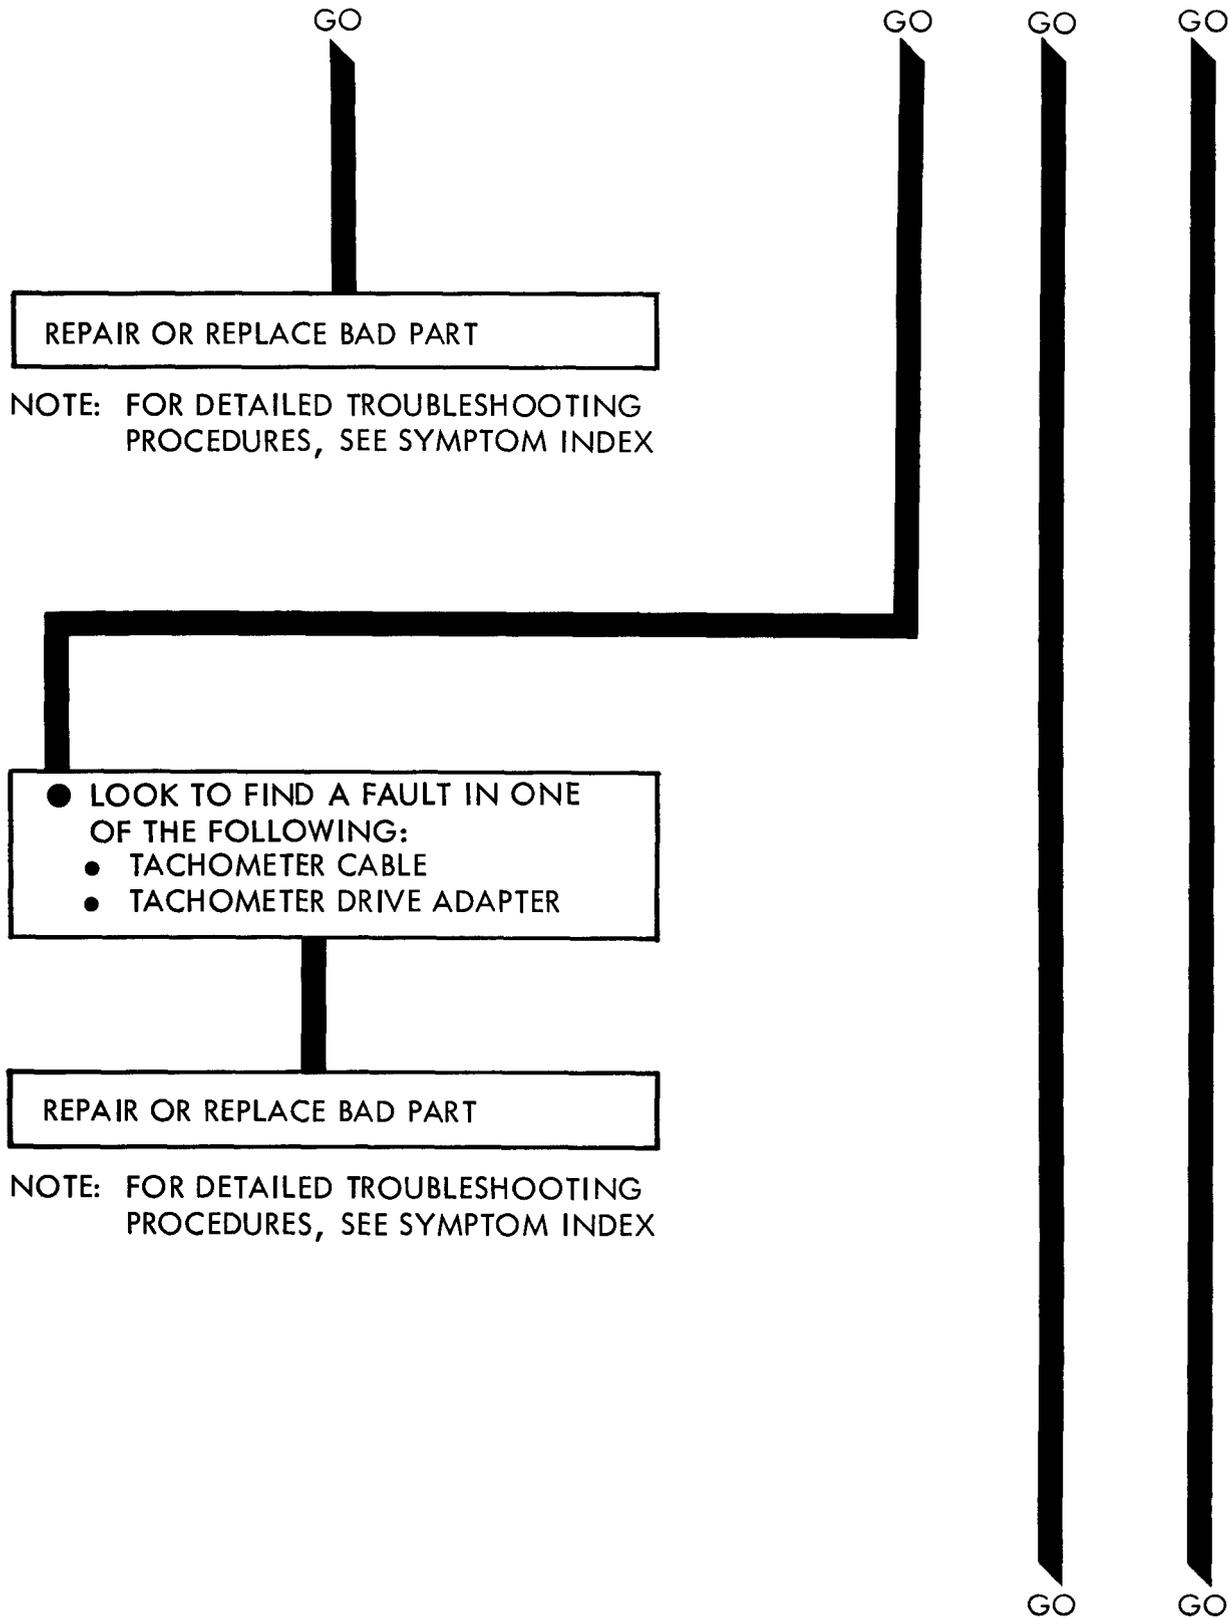 GO GO GO GO
REPAIR OR REPLACE BAD PART
NOTE: FOR DETAILED TROUBLESHOOTING
PROCEDURES, SEE SYMPTOM INDEX
● LOOK TO FIND A FAULT IN ONE
OF THE FOLLOWING:
● TACHOMETER CABLE
● TACHOMETER DRIVE ADAPTER
REPAIR OR REPLACE BAD PART
NOTE: FOR DETAILED TROUBLESHOOTING
PROCEDURES, SEE SYMPTOM INDEX
GO GO